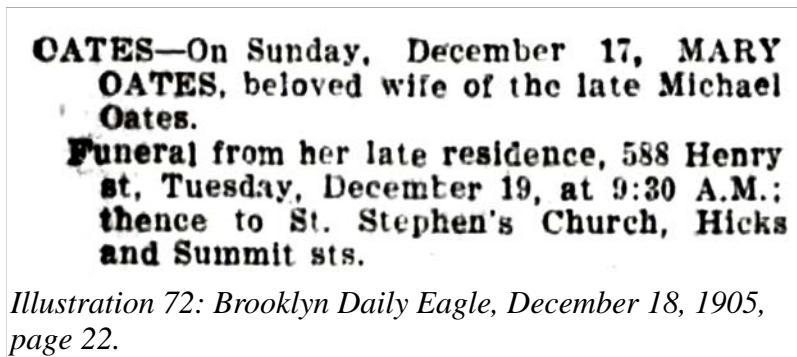 OATES—On Sunday, December 17, MARY
OATES, beloved wife of the late Michael
Oates.
Funeral from her late residence, 588 Henry
st, Tuesday, December 19, at 9:30 A.M.;
thence to St. Stephen's Church, Hicks
and Summit sts.
Illustration 72: Brooklyn Daily Eagle, December 18, 1905,
page 22.